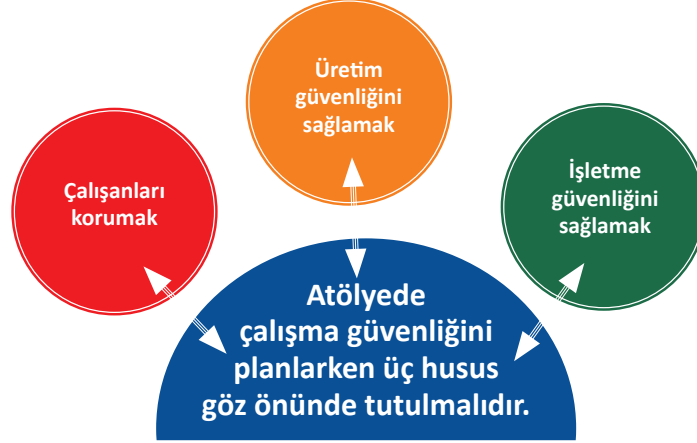 Üretim
güvenliğini
sağlamak
Çalışanları
korumak
İşletme
güvenliğini
sağlamak
Atölyede
çalışma güvenliğini
planlarken üç husus
göz önünde tutulmalıdır.